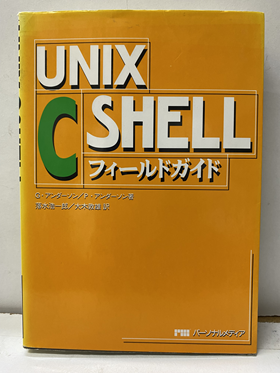 UNIX
C SHELL
フィールドガイド
G・アンダーソン/P・アンダーソン著
落水浩一郎/大木敦雄 訳
パーソナルメディア